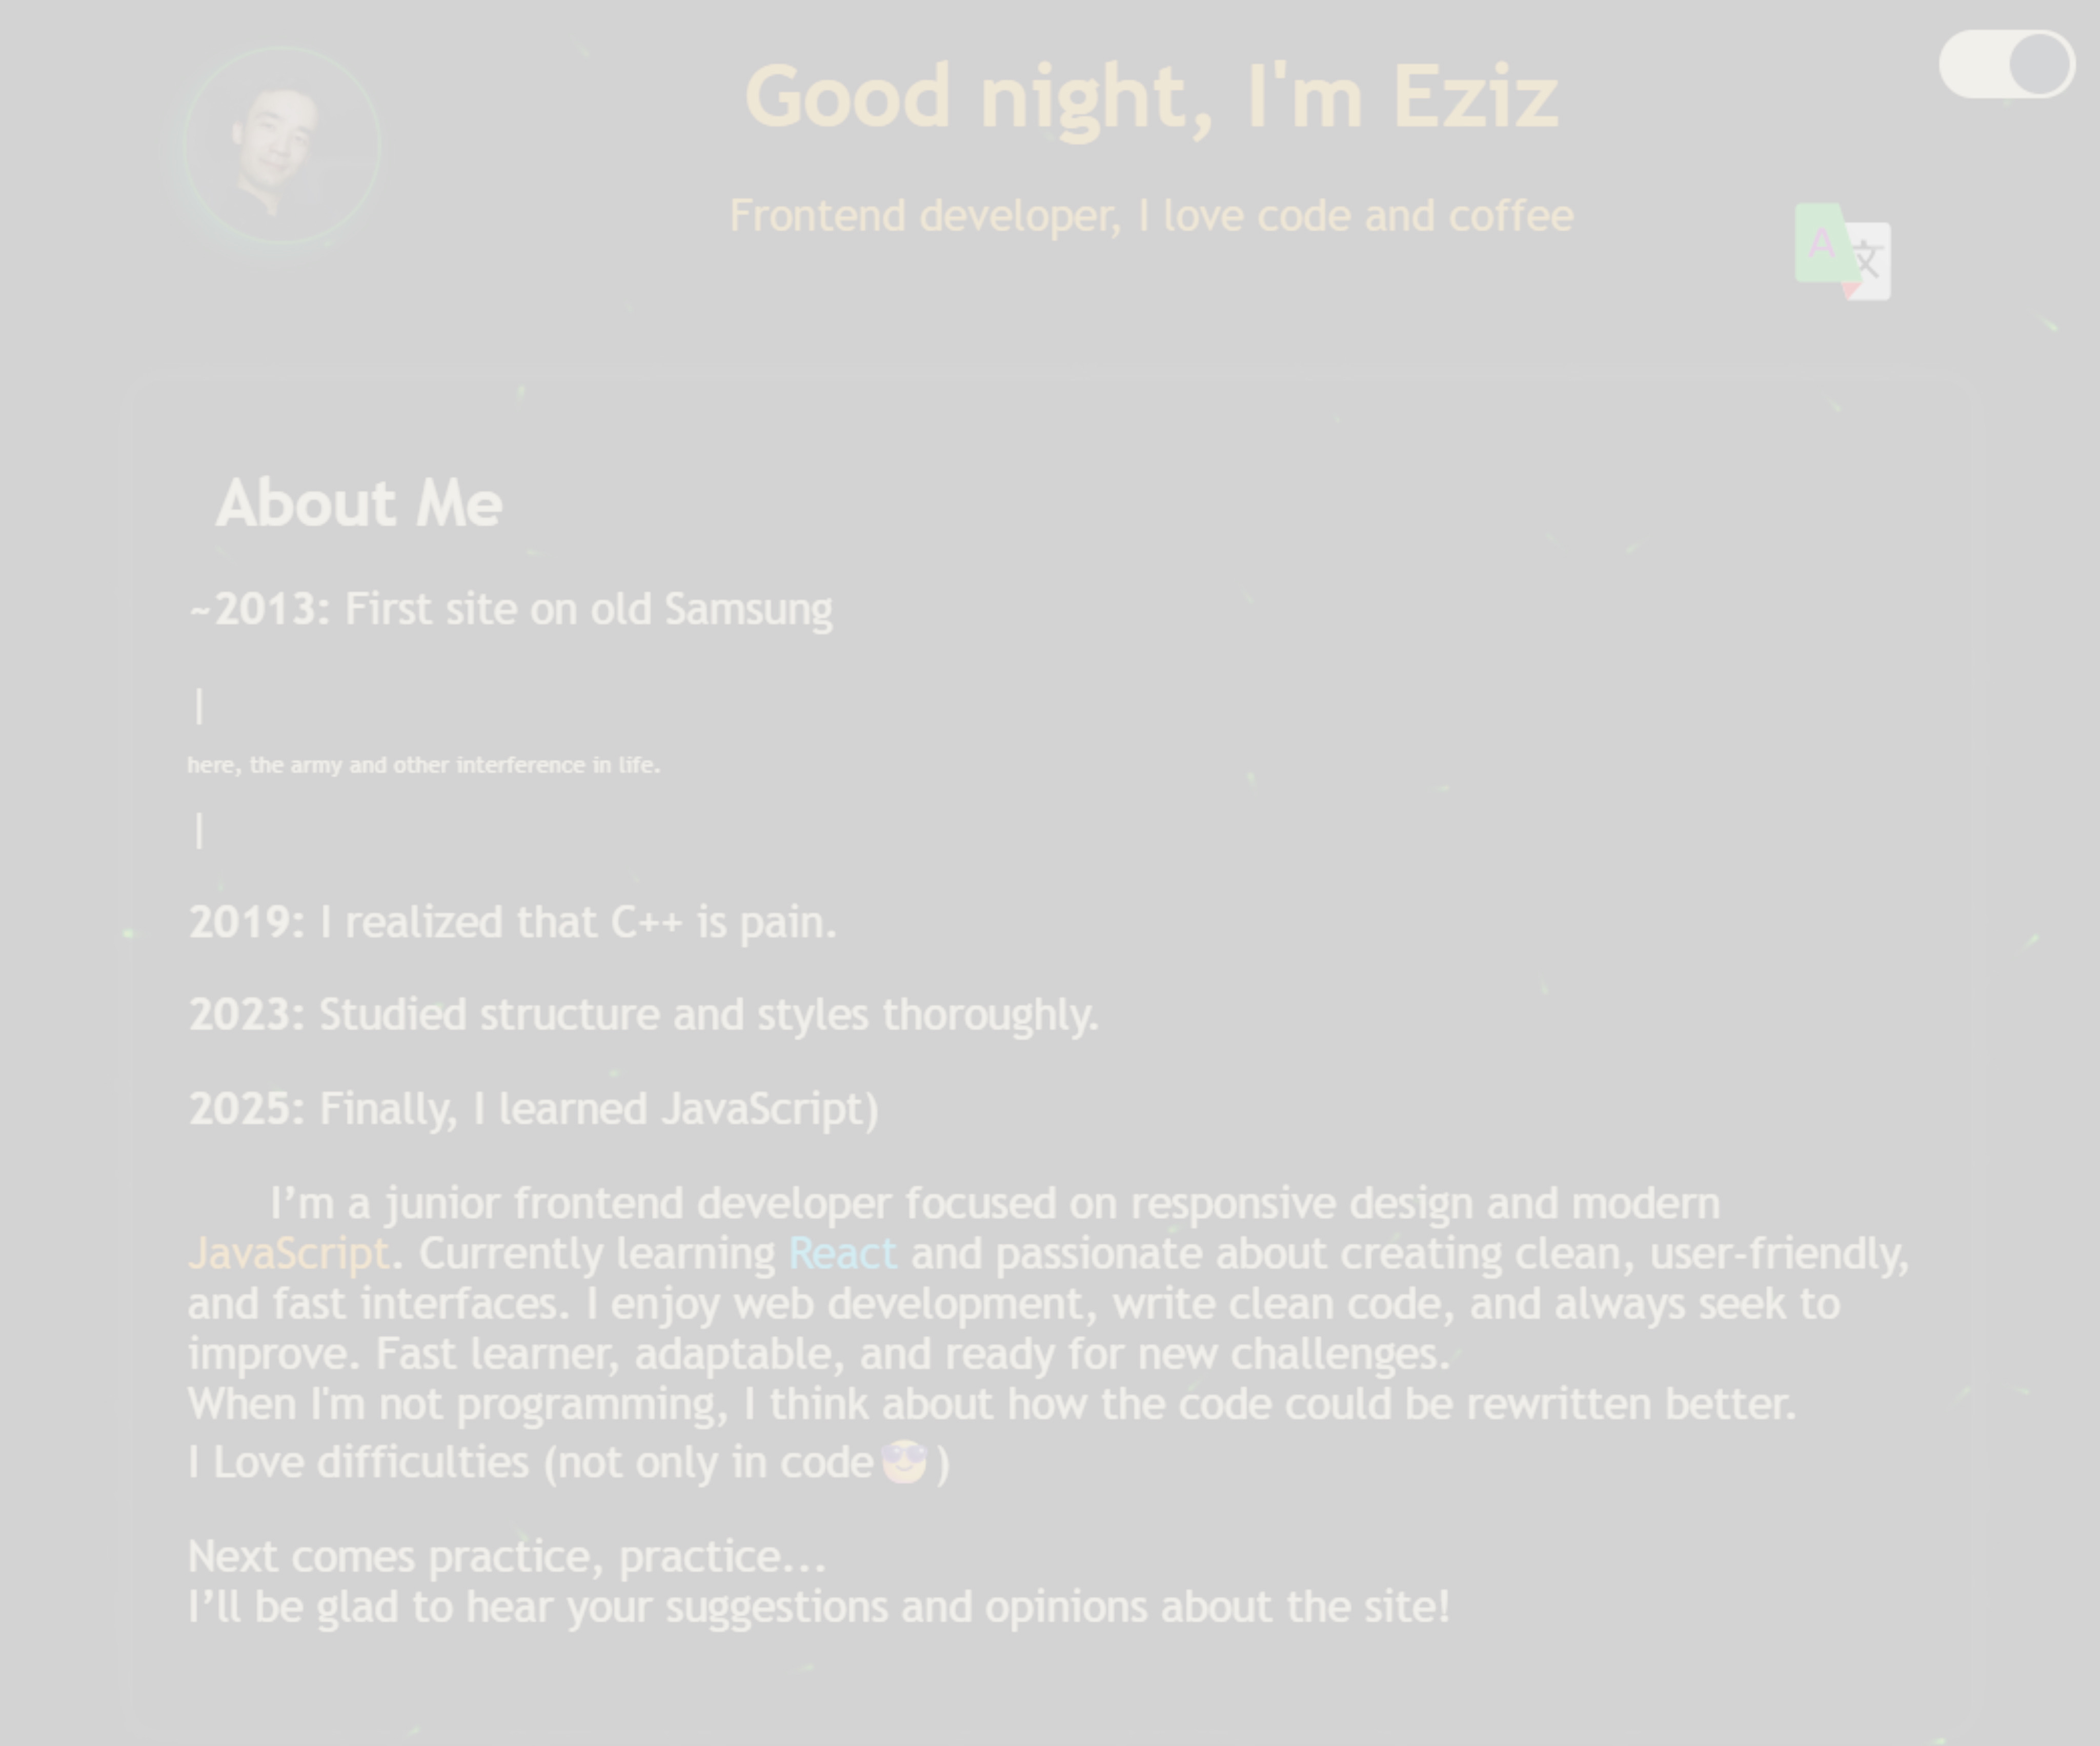 Good night, I'm Eziz
Frontend developer, I love code and coffee
A 文
About Me
~2013: First site on old Samsung
|
here, the army and other interference in life.
|
2019: I realized that C++ is pain.
2023: Studied structure and styles thoroughly.
2025: Finally, I learned JavaScript)
I’m a junior frontend developer focused on responsive design and modern
JavaScript. Currently learning React and passionate about creating clean, user-friendly,
and fast interfaces. I enjoy web development, write clean code, and always seek to
improve. Fast learner, adaptable, and ready for new challenges.
When I'm not programming, I think about how the code could be rewritten better.
I Love difficulties (not only in code😎)
Next comes practice, practice...
I’ll be glad to hear your suggestions and opinions about the site!